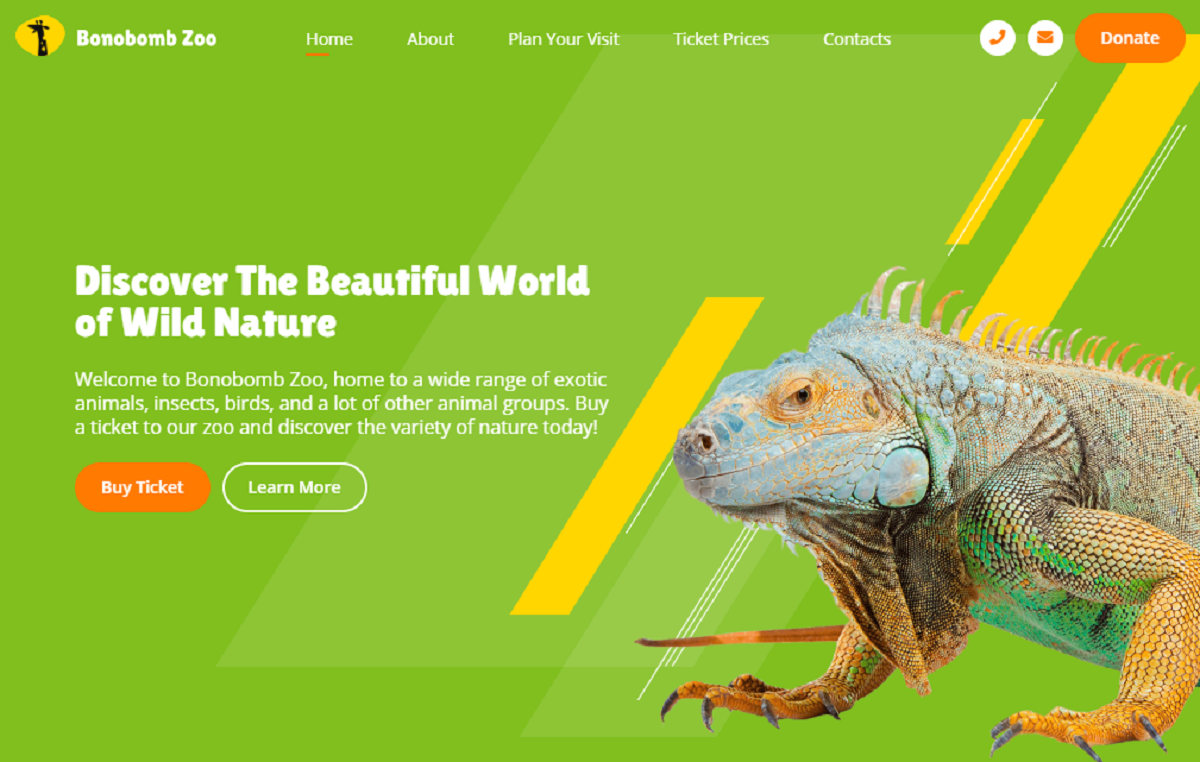 Bonobomb Zoo
Home
About
Plan Your Visit
Ticket Prices
Contacts
Donate
Discover The Beautiful World
of Wild Nature
Welcome to Bonobomb Zoo, home to a wide range of exotic
animals, insects, birds, and a lot of other animal groups. Buy
a ticket to our zoo and discover the variety of nature today!
Buy Ticket
Learn More